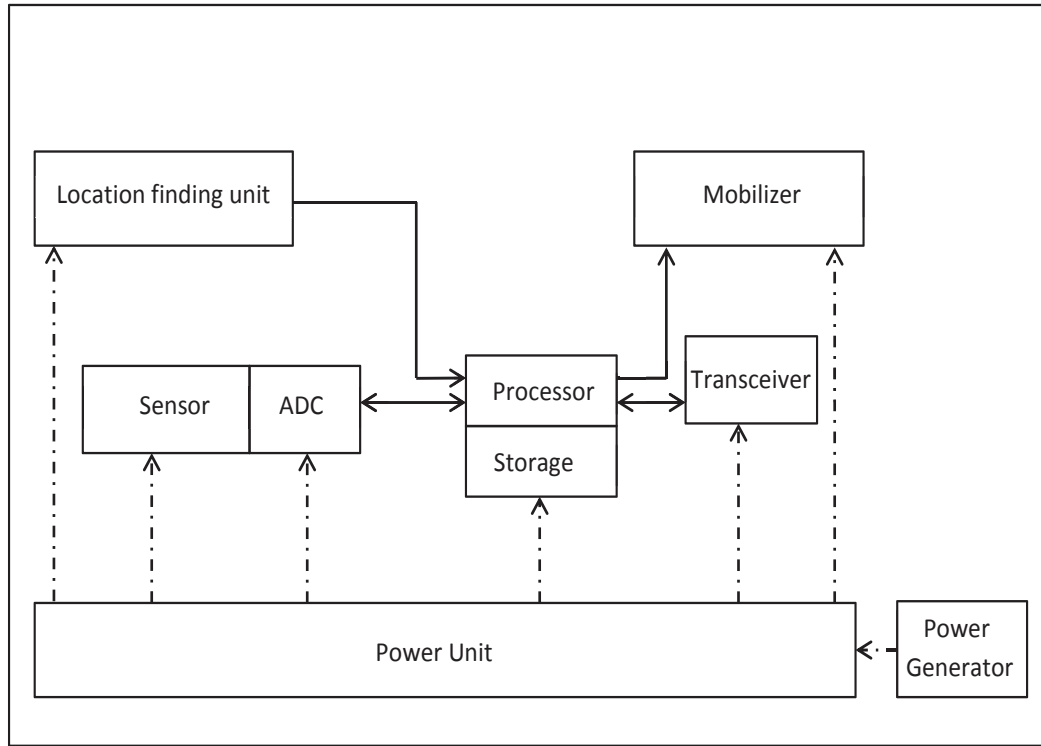 Location finding unit
Mobilizer
Sensor
ADC
Processor
Storage
Transceiver
Power Unit
Power
Generator